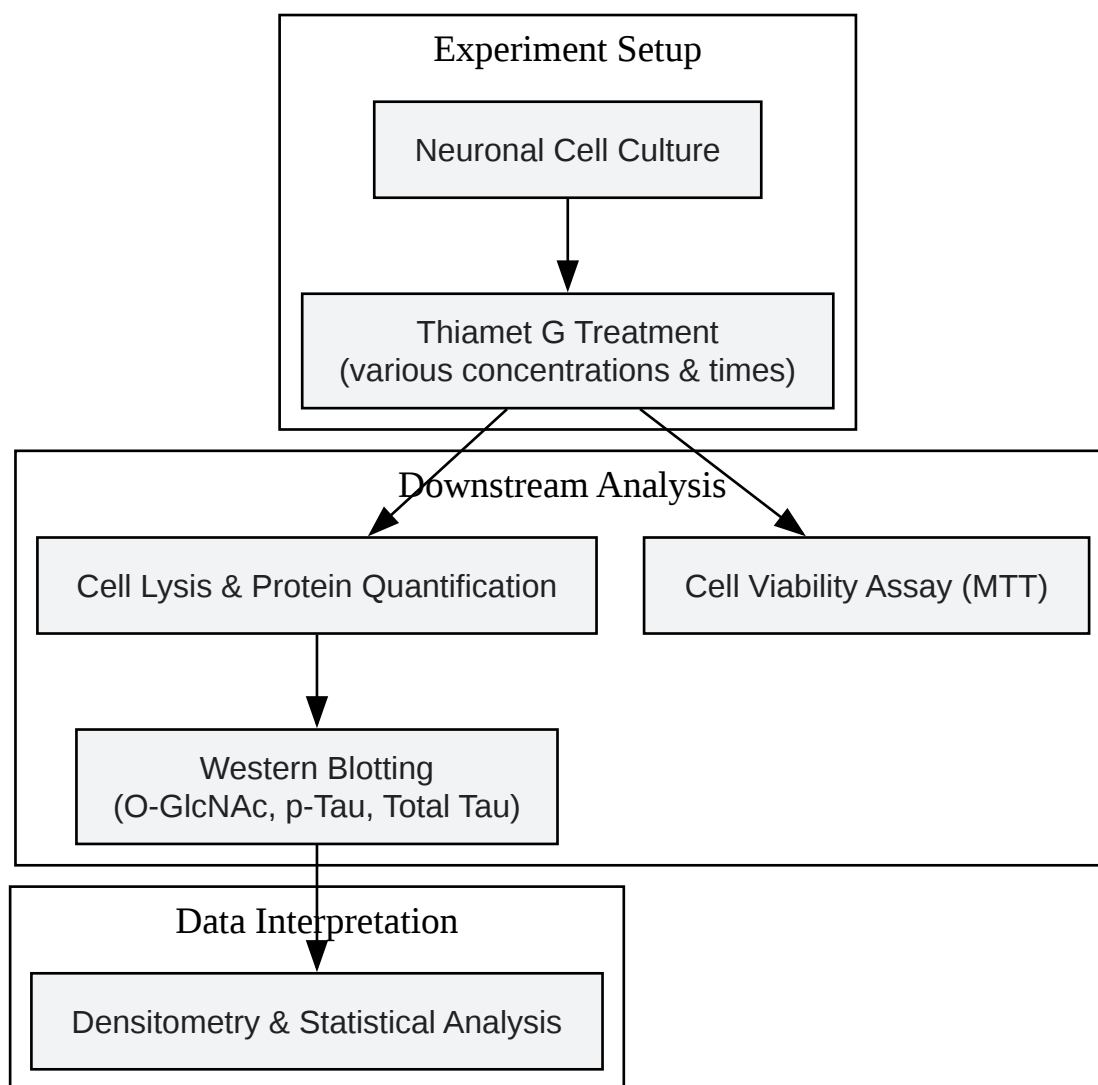 Experiment Setup
Neuronal Cell Culture
Thiamet G Treatment
(various concentrations & times)
Downstream Analysis
Cell Lysis & Protein Quantification
Cell Viability Assay (MTT)
Western Blotting
(O-GlcNAc, p-Tau, Total Tau)
Data Interpretation
Densitometry & Statistical Analysis